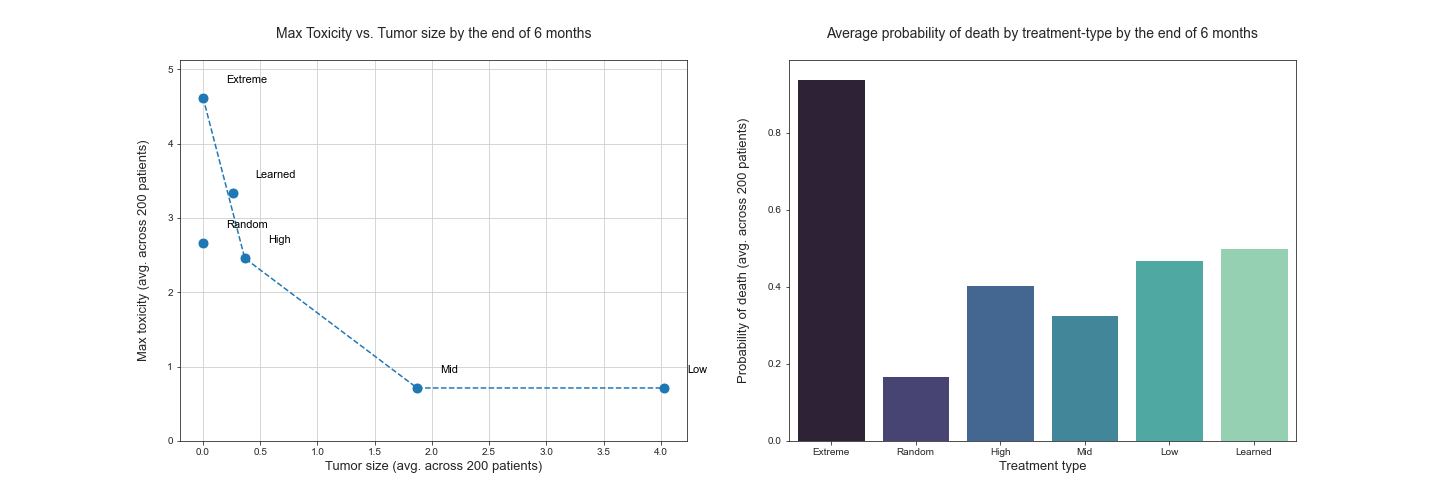 Max Toxicity vs. Tumor size by the end of 6 months
Max toxicity (avg. across 200 patients)
5
4
3
2
1
0
Extreme
Learned
Random
High
Mid
Low
0.0 0.5 1.0 1.5 2.0 2.5 3.0 3.5 4.0
Tumor size (avg. across 200 patients)
Average probability of death by treatment-type by the end of 6 months
Probability of death (avg. across 200 patients)
0.8
0.6
0.4
0.2
0.0
Extreme Random High Mid Low Learned
Treatment type